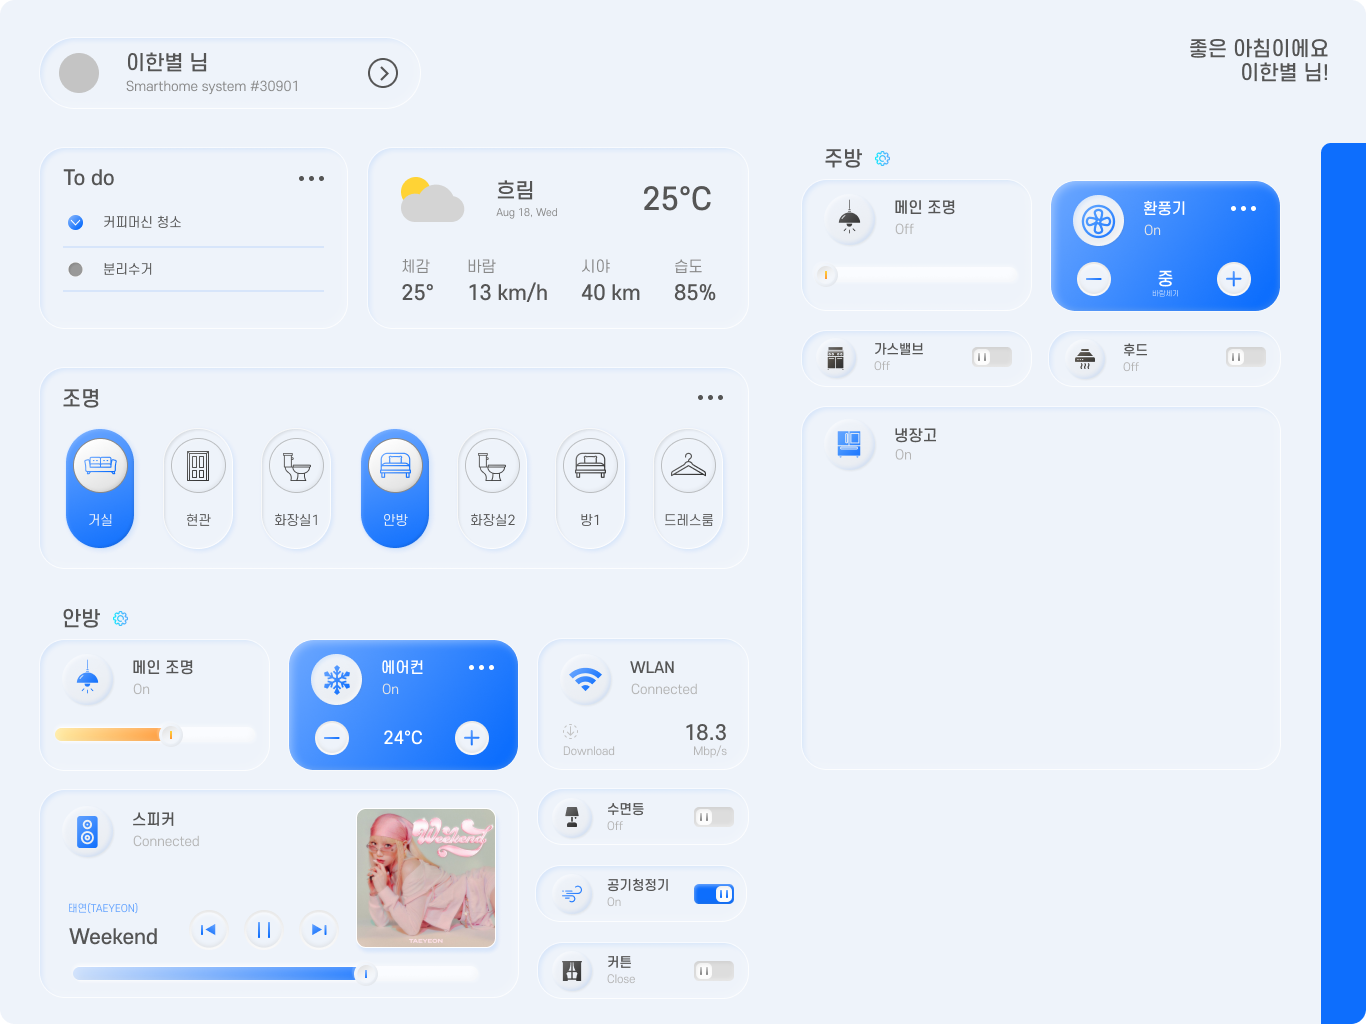 이한별 님
Smarthome system #30901
좋은 아침이에요
이한별 님!
To do
커피머신 청소
분리수거
흐림
Aug 18, Wed
25°C
체감
바람
시야
습도
25°
13 km/h
40 km
85%
조명
거실
현관
화장실1
안방
화장실2
방1
드레스룸
안방
메인 조명
On
에어컨
On
24°C
WLAN
Connected
Download
18.3
Mbp/s
스피커
Connected
태연(TAEYEON)
Weekend
Weekend
TAEYEON
수면등
Off
공기청정기
On
커튼
Close
주방
메인 조명
Off
환풍기
On
중
바람세기
가스밸브
Off
후드
Off
냉장고
On